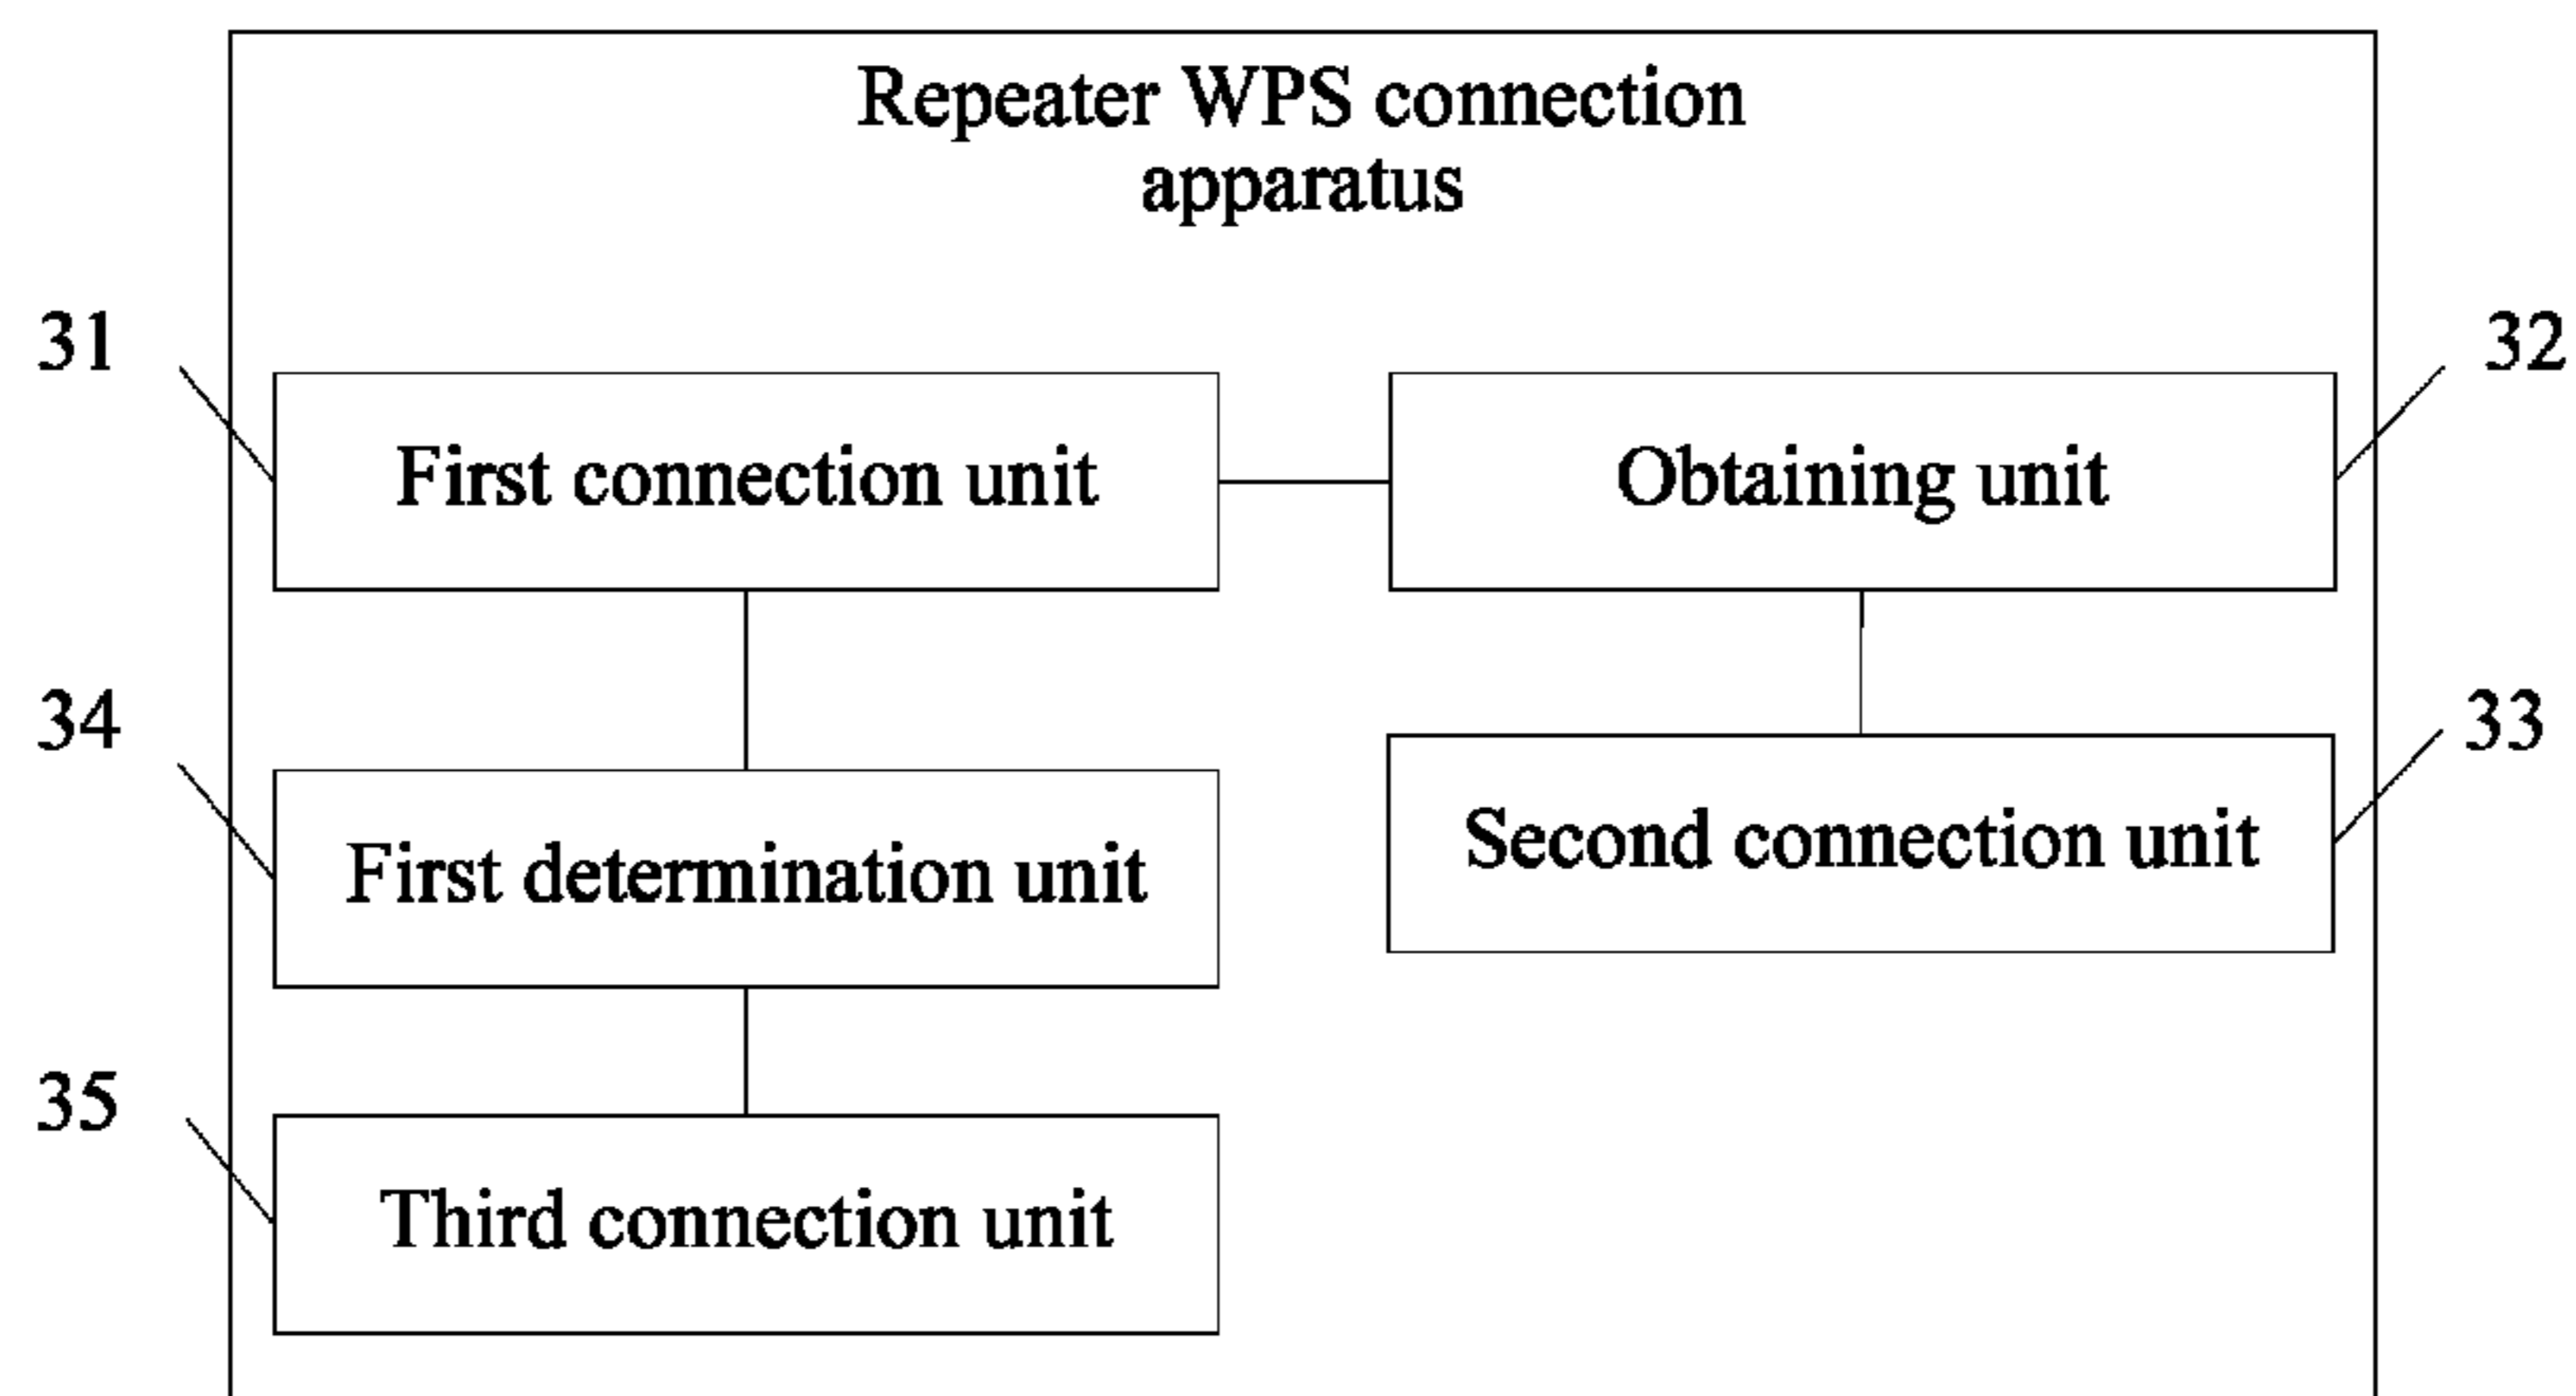 Repeater WPS connection
apparatus
31
32
First connection unit
Obtaining unit
34
33
First determination unit
Second connection unit
35
Third connection unit